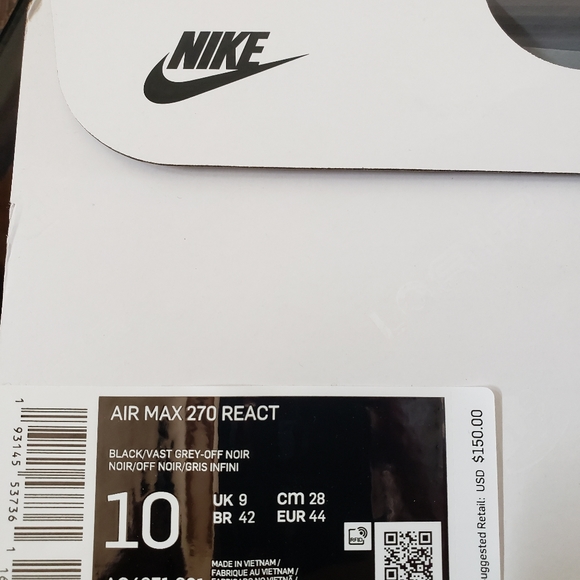 NIKE
AIR MAX 270 REACT
BLACK/VAST GREY-OFF NOIR
NOIR/OFF NOIR/GRIS INFINI
10
UK 9
cm 28
BR 42
EUR 44
RFID
MADE IN VIETNAM /
FABRIQUE AU VIETNAM /
1 93145 53736 1
Suggested Retail: USD $150.00